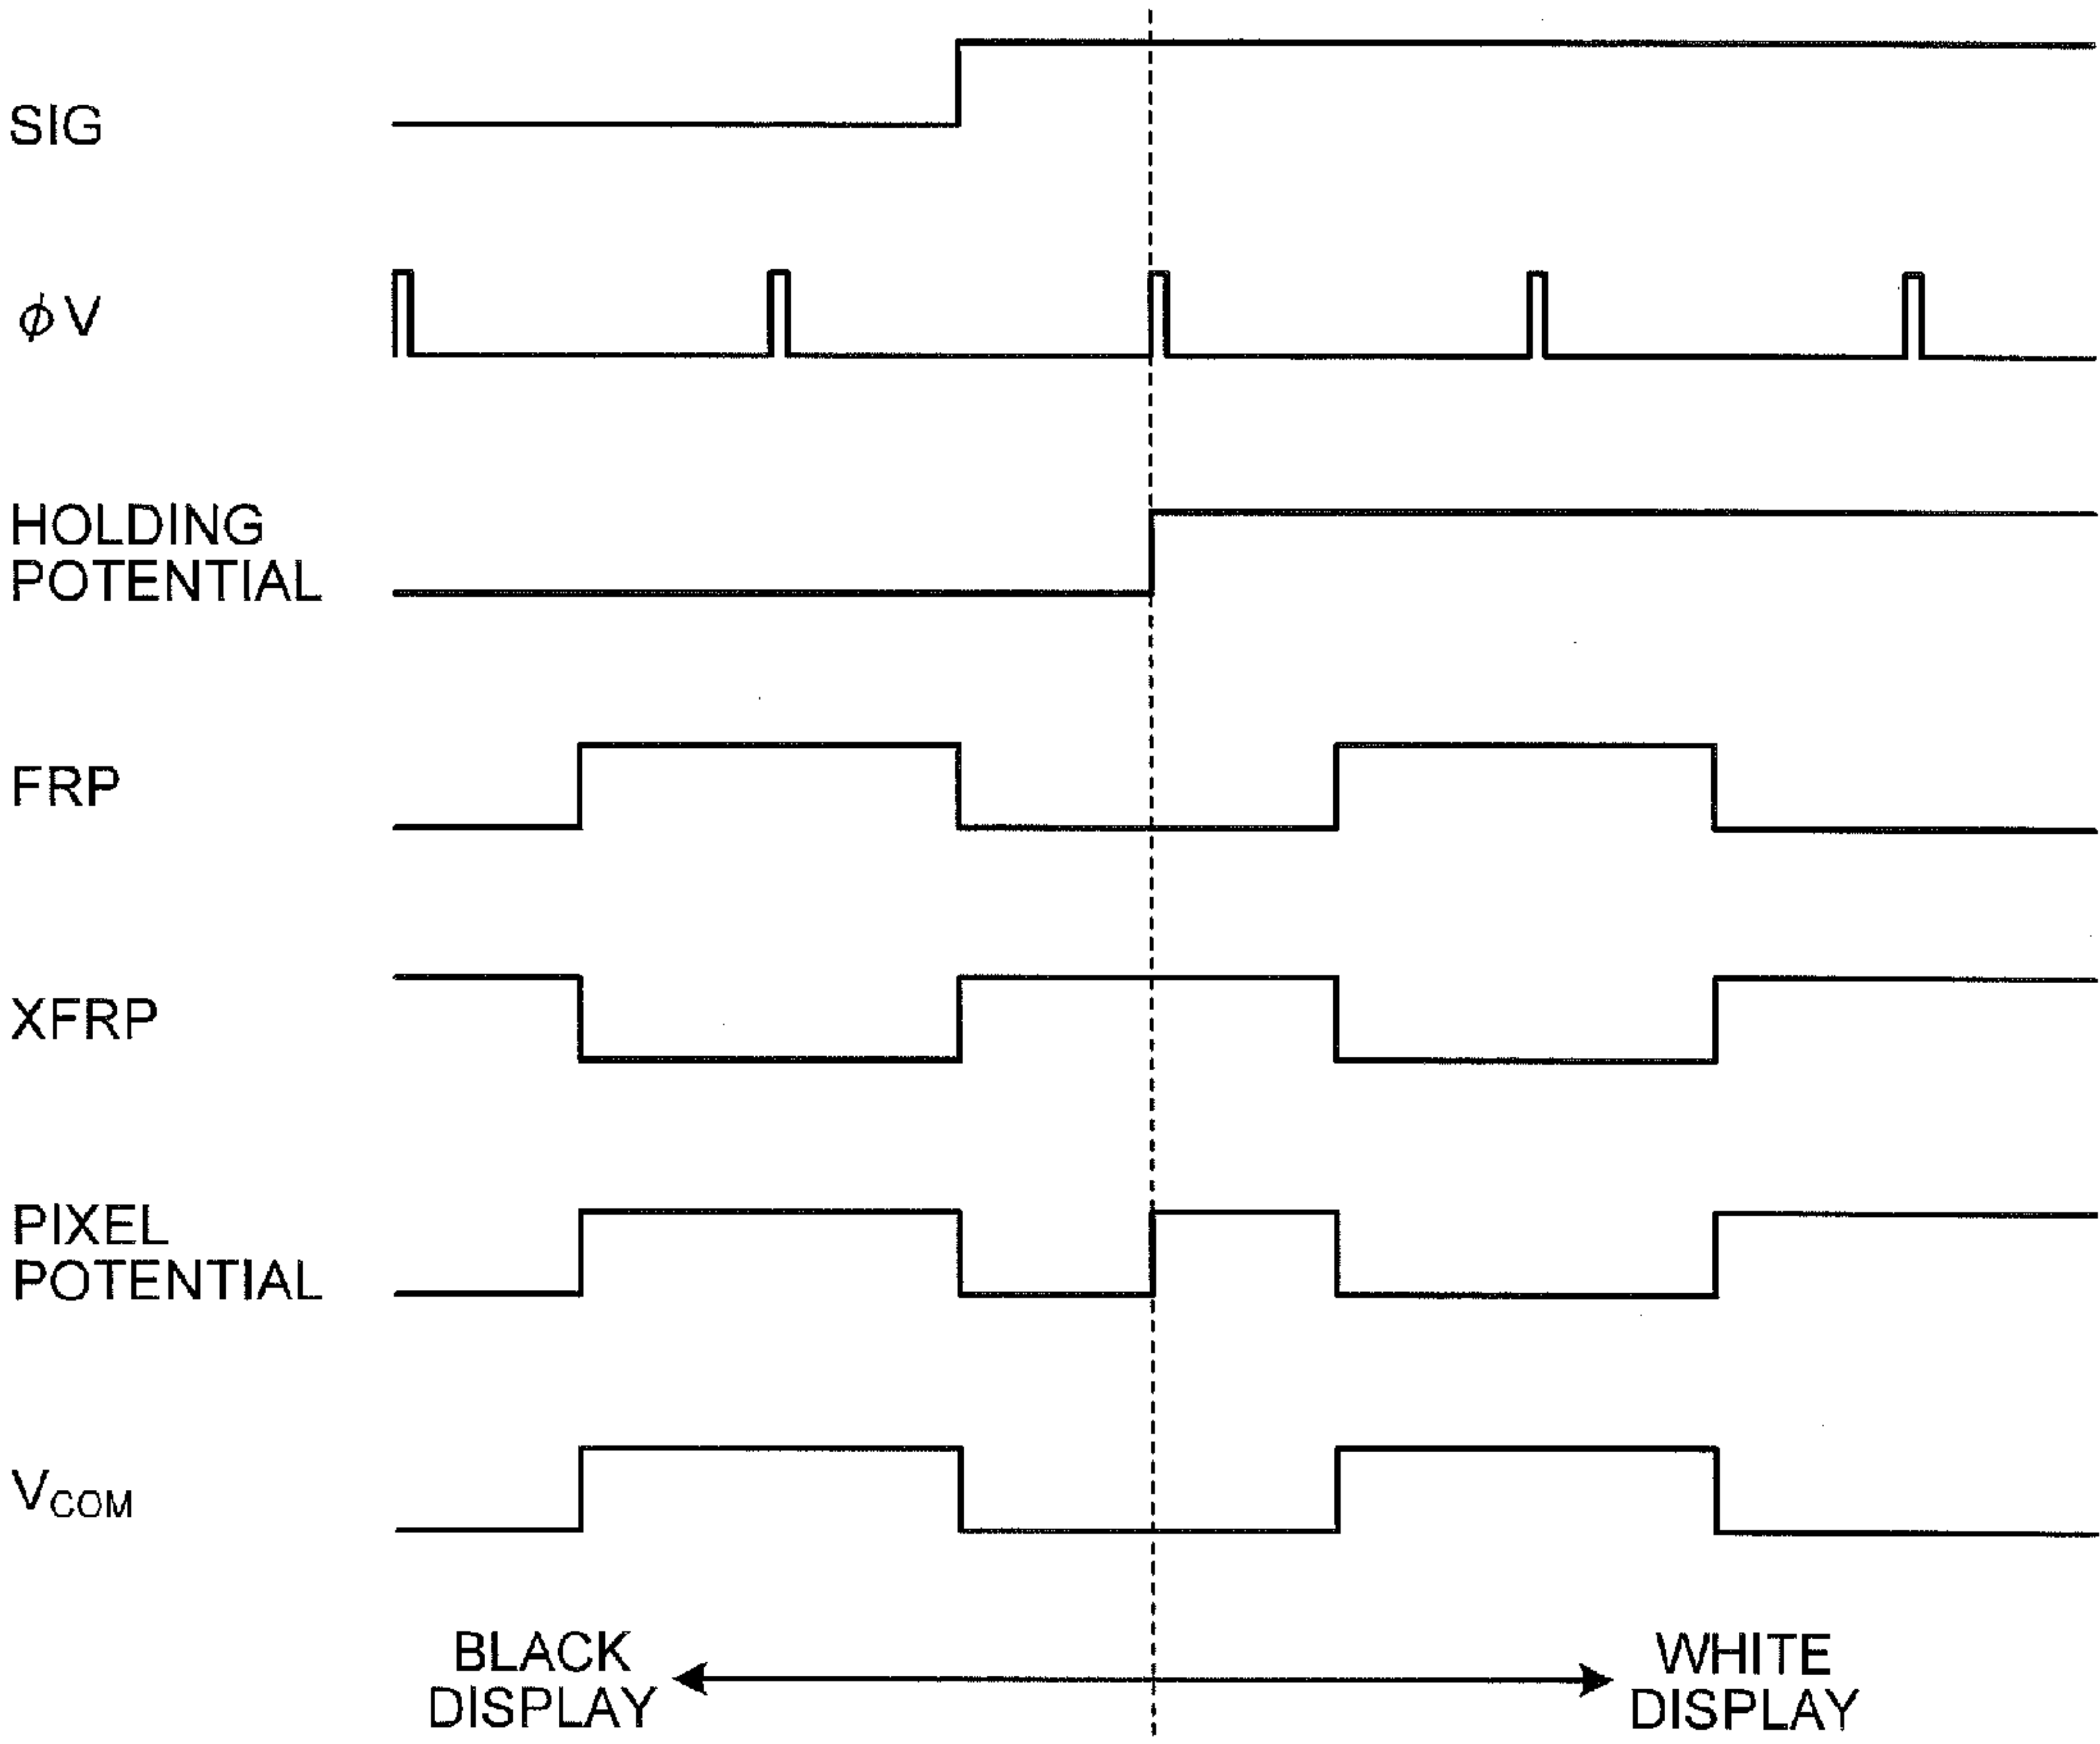 SIG
ϕV
HOLDING
POTENTIAL
FRP
XFRP
PIXEL
POTENTIAL
VCOM
BLACK
DISPLAY
WHITE
DISPLAY